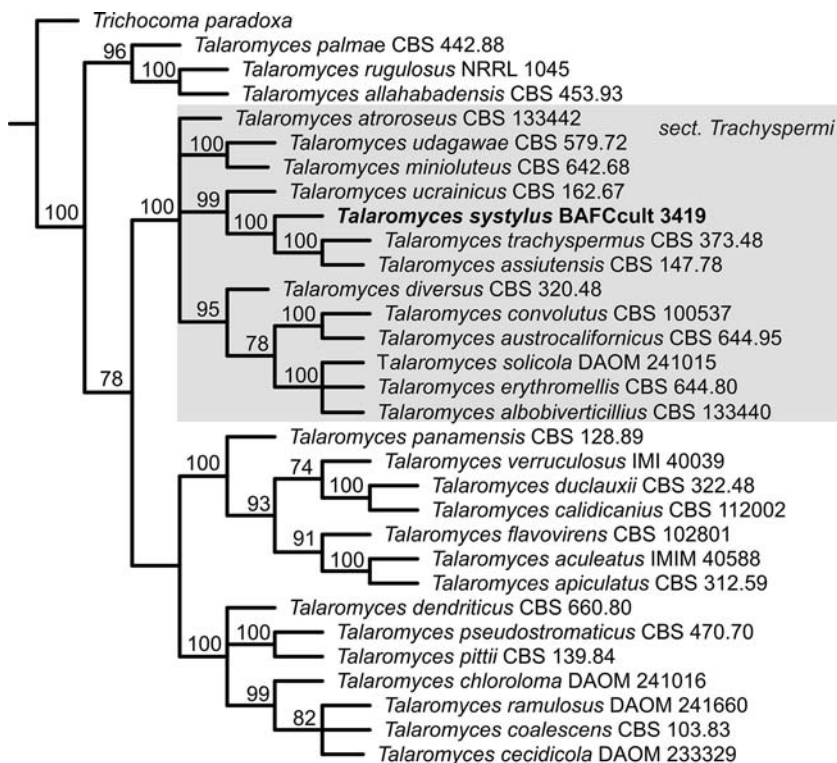 Trichocoma paradoxa
96 Talaromyces palmae CBS 442.88
100 Talaromyces rugulosus NRRL 1045
Talaromyces allahabadensis CBS 453.93
Talaromyces atroroseus CBS 133442 sect. Trachyspermi
100 Talaromyces udagawae CBS 579.72
Talaromyces minioluteus CBS 642.68
99 Talaromyces ucrainicus CBS 162.67
100 100 100 Talaromyces systylus BAFCcult 3419
100 Talaromyces trachyspermus CBS 373.48
Talaromyces assiutensis CBS 147.78
Talaromyces diversus CBS 320.48
95 100 Talaromyces convolutus CBS 100537
78 Talaromyces austrocalifornicus CBS 644.95
Talaromyces solicola DAOM 241015
78 100 Talaromyces erythromellis CBS 644.80
Talaromyces albobiverticillius CBS 133440
Talaromyces panamensis CBS 128.89
100 74 Talaromyces verruculosus IMI 40039
100 Talaromyces duclauxii CBS 322.48
93 Talaromyces calidicanius CBS 112002
91 Talaromyces flavovirens CBS 102801
100 Talaromyces aculeatus IMIM 40588
Talaromyces apiculatus CBS 312.59
Talaromyces dendriticus CBS 660.80
100 100 Talaromyces pseudostromaticus CBS 470.70
Talaromyces pittii CBS 139.84
99 Talaromyces chloroloma DAOM 241016
Talaromyces ramulosus DAOM 241660
82 Talaromyces coalescens CBS 103.83
Talaromyces cecidicola DAOM 233329